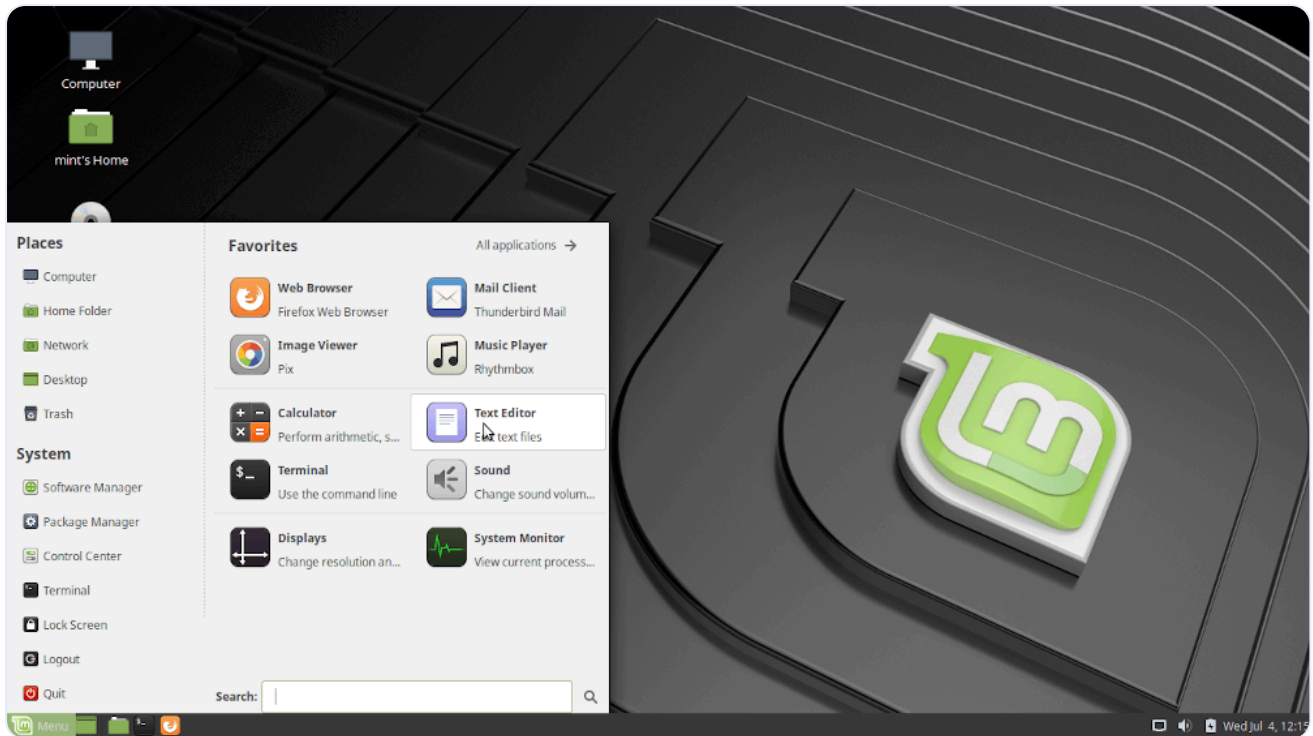 Computer
mint's Home
Places
Computer
Home Folder
Network
Desktop
Trash
System
Software Manager
Package Manager
Control Center
Terminal
Lock Screen
Logout
Quit
Favorites
All applications
Web Browser
Firefox Web Browser
Mail Client
Thunderbird Mail
Image Viewer
Pix
Music Player
Rhythmbox
Calculator
Perform arithmetic, s...
Text Editor
text files
Terminal
Use the command line
Sound
Change sound volum...
Displays
Change resolution an...
System Monitor
View current process...
Search:
Menu
Wed Jul 4, 12:15
lm